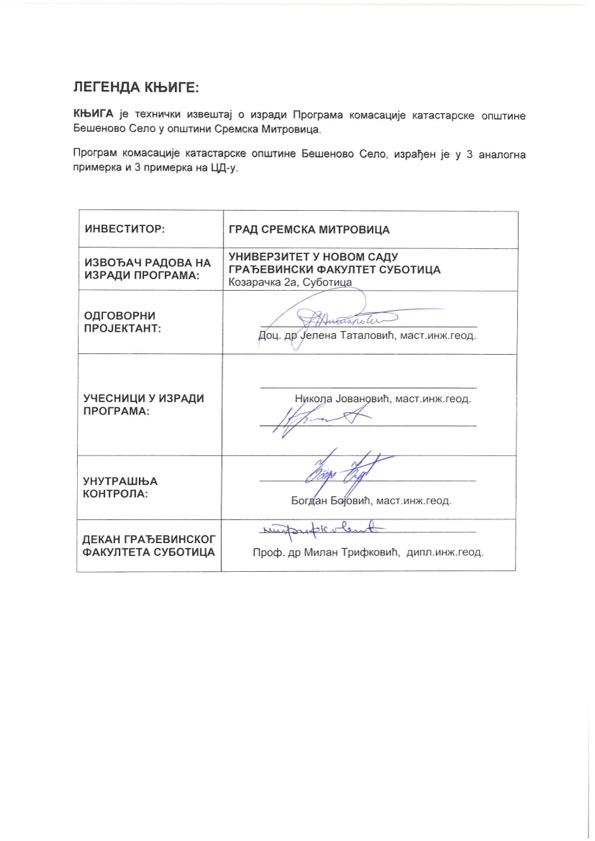 ЛЕГЕНДА КЊИГЕ:
КЊИГА је технички извештај о изради Програма комасације катастарске општине
Бешеново Село у општини Сремска Митровица.
Програм комасације катастарске општине Бешеново Село, израђен је у 3 аналогна
примерка и 3 примерка на ЦД-у.
ИНВЕСТИТОР:
ГРАД СРЕМСКА МИТРОВИЦА
ИЗВОЂАЧ РАДОВА НА
ИЗРАДИ ПРОГРАМА:
УНИВЕРЗИТЕТ У НОВОМ САДУ
ГРАЂЕВИНСКИ ФАКУЛТЕТ СУБОТИЦА
Козарачка 2а, Суботица
ОДГОВОРНИ
ПРОЈЕКТАНТ:
Доц. др Јелена Таталовић, маст.инж.геод.
УЧЕСНИЦИ У ИЗРАДИ
ПРОГРАМА:
Никола Јовановић, маст.инж.геод.
УНУТРАШЊА
КОНТРОЛА:
Богдан Бојовић, маст.инж.геод.
ДЕКАН ГРАЂЕВИНСКОГ
ФАКУЛТЕТА СУБОТИЦА
Проф. др Милан Трифковић, дипл.инж.геод.